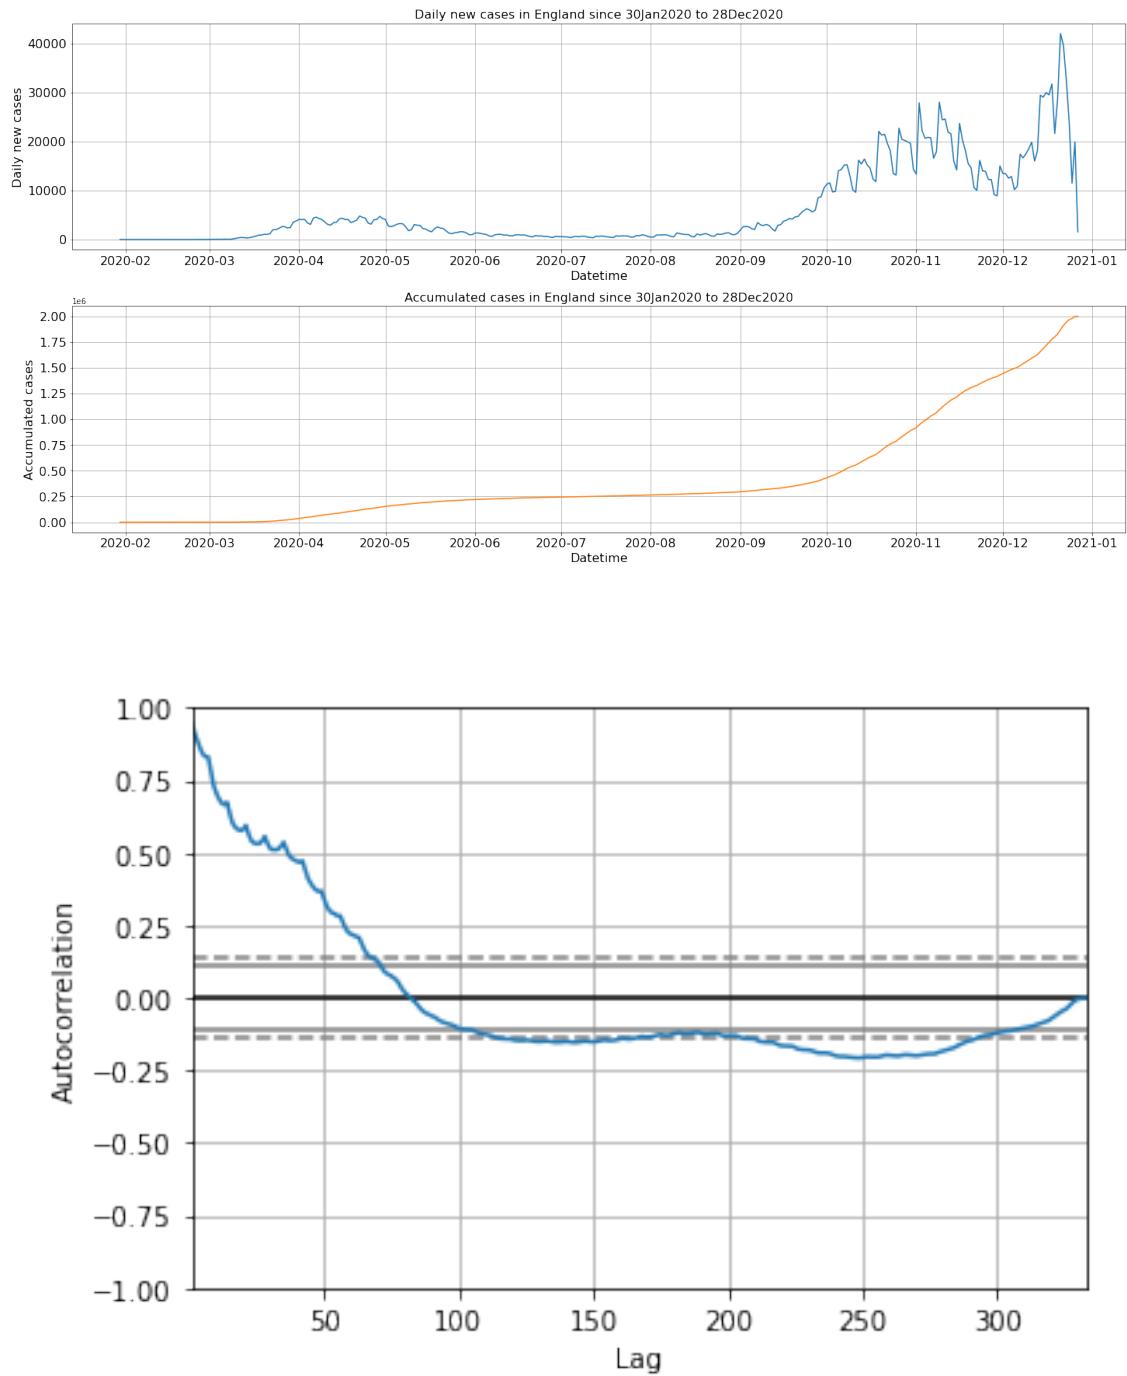 Daily new cases in England since 30Jan2020 to 28Dec2020
40000
30000
20000
10000
0
Daily new cases
2020-02 2020-03 2020-04 2020-05 2020-06 2020-07 2020-08 2020-09 2020-10 2020-11 2020-12 2021-01
Datetime
1e6
Accumulated cases in England since 30Jan2020 to 28Dec2020
2.00
1.75
1.50
1.25
1.00
0.75
0.50
0.25
0.00
Accumulated cases
2020-02 2020-03 2020-04 2020-05 2020-06 2020-07 2020-08 2020-09 2020-10 2020-11 2020-12 2021-01
Datetime
1.00
0.75
0.50
0.25
0.00
−0.25
−0.50
−0.75
−1.00
Autocorrelation
50 100 150 200 250 300
Lag